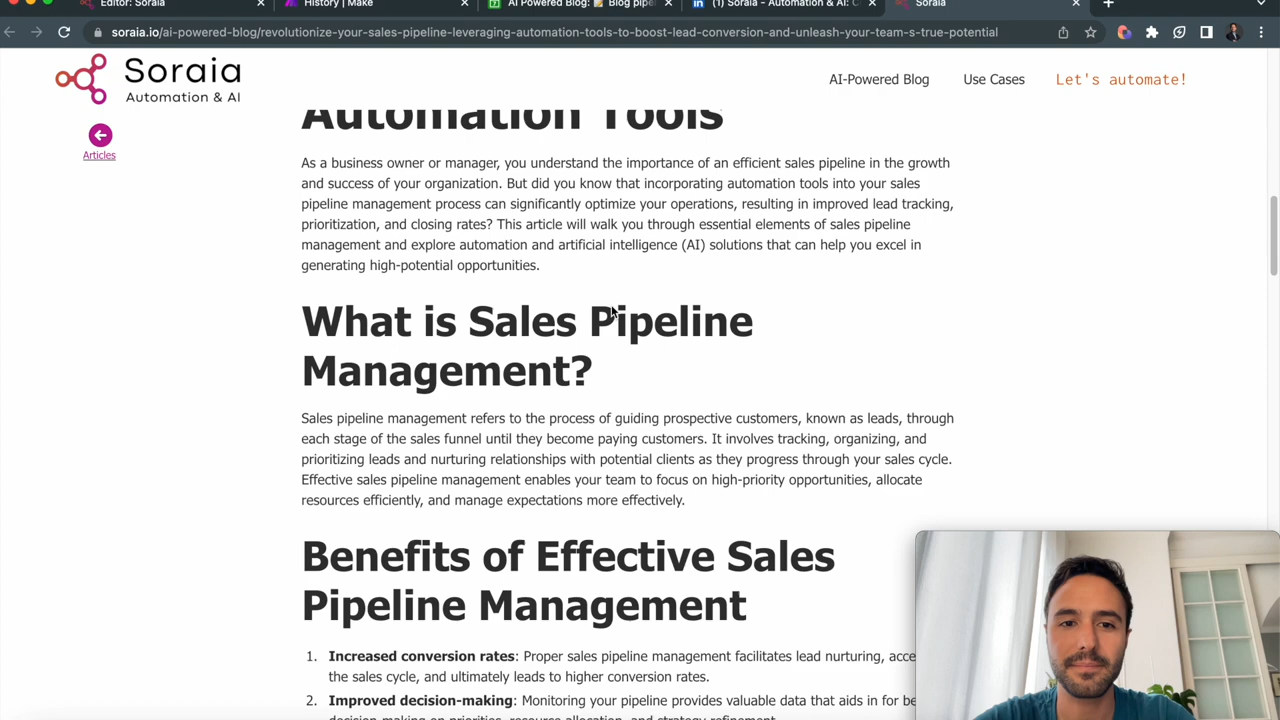 Editor: Soraia
History | Make
AI Powered Blog: 📝 Blog pipe
(1) Soraia - Automation & AI: C
Soraia
soraia.io/ai-powered-blog/revolutionize-your-sales-pipeline-leveraging-automation-tools-to-boost-lead-conversion-and-unleash-your-team-s-true-potential
Soraia
Automation & AI
AI-Powered Blog
Use Cases
Let's automate!
Articles
Automation Tools
As a business owner or manager, you understand the importance of an efficient sales pipeline in the growth
and success of your organization. But did you know that incorporating automation tools into your sales
pipeline management process can significantly optimize your operations, resulting in improved lead tracking,
prioritization, and closing rates? This article will walk you through essential elements of sales pipeline
management and explore automation and artificial intelligence (AI) solutions that can help you excel in
generating high-potential opportunities.
What is Sales Pipeline
Management?
Sales pipeline management refers to the process of guiding prospective customers, known as leads, through
each stage of the sales funnel until they become paying customers. It involves tracking, organizing, and
prioritizing leads and nurturing relationships with potential clients as they progress through your sales cycle.
Effective sales pipeline management enables your team to focus on high-priority opportunities, allocate
resources efficiently, and manage expectations more effectively.
Benefits of Effective Sales
Pipeline Management
1. Increased conversion rates: Proper sales pipeline management facilitates lead nurturing, acce
the sales cycle, and ultimately leads to higher conversion rates.
2. Improved decision-making: Monitoring your pipeline provides valuable data that aids in for be
decision-making on priorities, resource allocation, and strategy refinement.